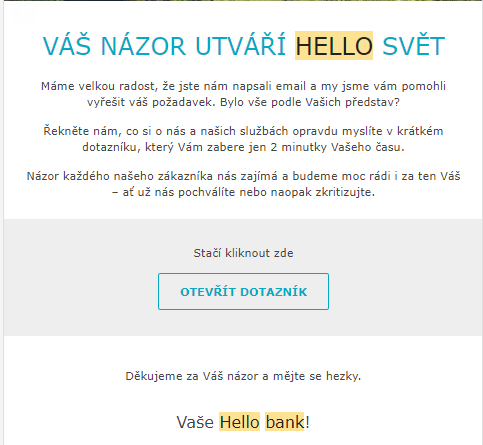 VÁŠ NÁZOR UTVÁŘÍ HELLO SVĚT
Máme velkou radost, že jste nám napsali email a my jsme vám pomohli
vyřešit váš požadavek. Bylo vše podle Vašich představ?
Řekněte nám, co si o nás a našich službách opravdu myslíte v krátkém
dotazníku, který Vám zabere jen 2 minutky Vašeho času.
Názor každého našeho zákazníka nás zajímá a budeme moc rádi i za ten Váš
– ať už nás pochválíte nebo naopak zkritizujte.
Stačí kliknout zde
OTEVŘÍT DOTAZNÍK
Děkujeme za Váš názor a mějte se hezky.
Vaše Hello bank!